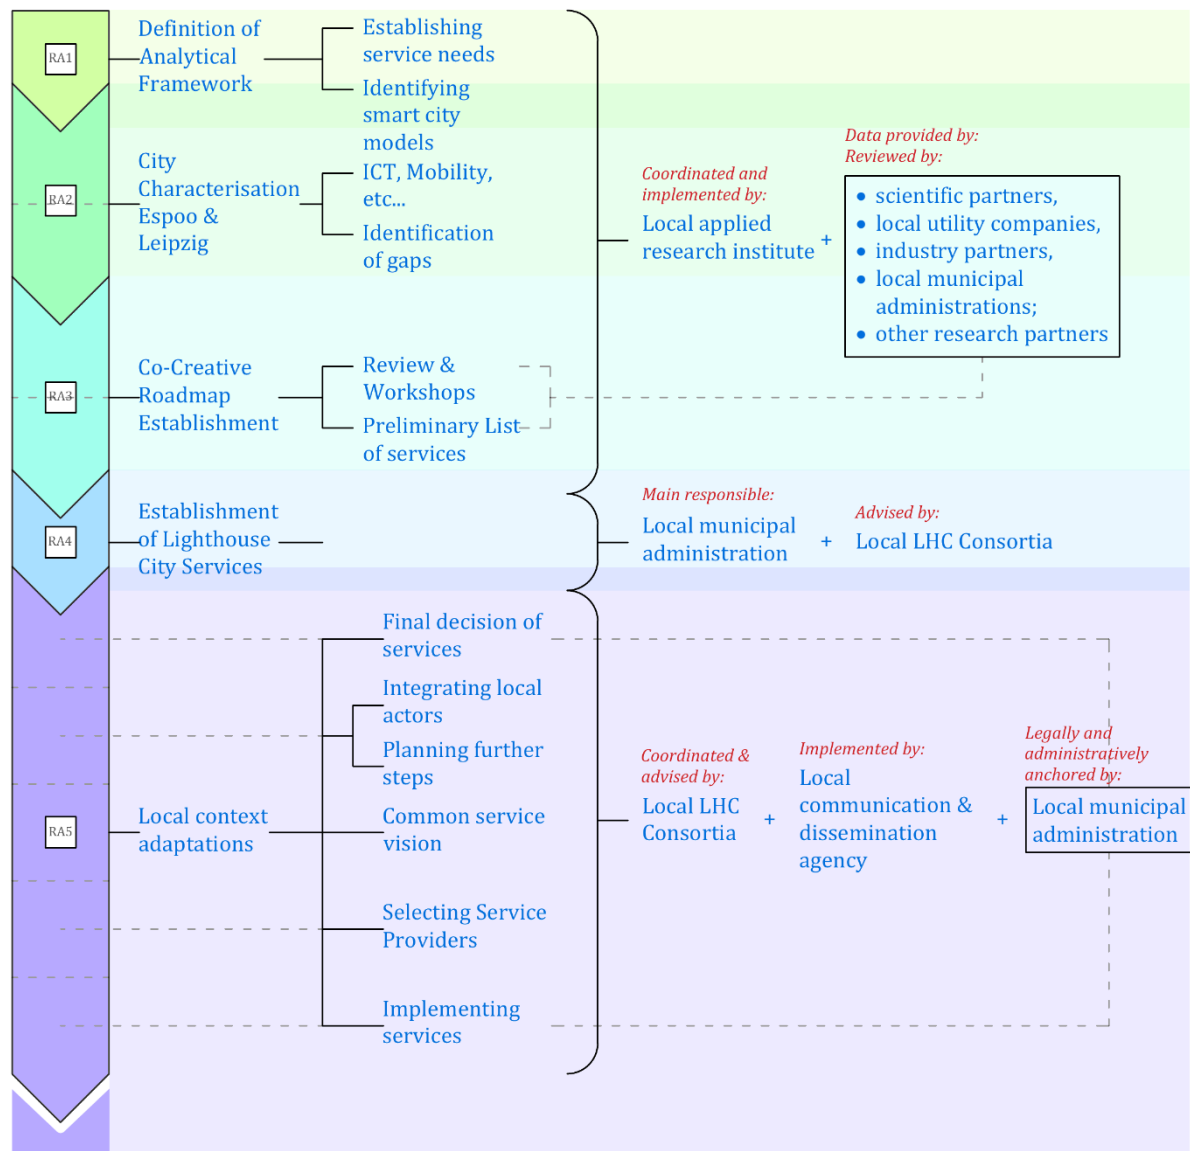 RA1
Definition of
Analytical
Framework
Establishing
service needs
Identifying
smart city
models
RA2
City
Characterisation
Espoo &
Leipzig
ICT, Mobility,
etc...
Identification
of gaps
Coordinated and
implemented by:
Local applied
research institute
+
Data provided by:
Reviewed by:
• scientific partners,
• local utility companies,
• industry partners,
• local municipal
administrations;
• other research partners
RA3
Co-Creative
Roadmap
Establishment
Review &
Workshops
Preliminary List
of services
RA4
Establishment
of Lighthouse
City Services
Main responsible:
Local municipal
administration
+
Advised by:
Local LHC Consortia
RA5
Local context
adaptations
Final decision of
services
Integrating local
actors
Planning further
steps
Common service
vision
Selecting Service
Providers
Implementing
services
Coordinated &
advised by:
Local LHC
Consortia
+
Implemented by:
Local
communication &
dissemination
agency
+
Legally and
administratively
anchored by:
Local municipal
administration